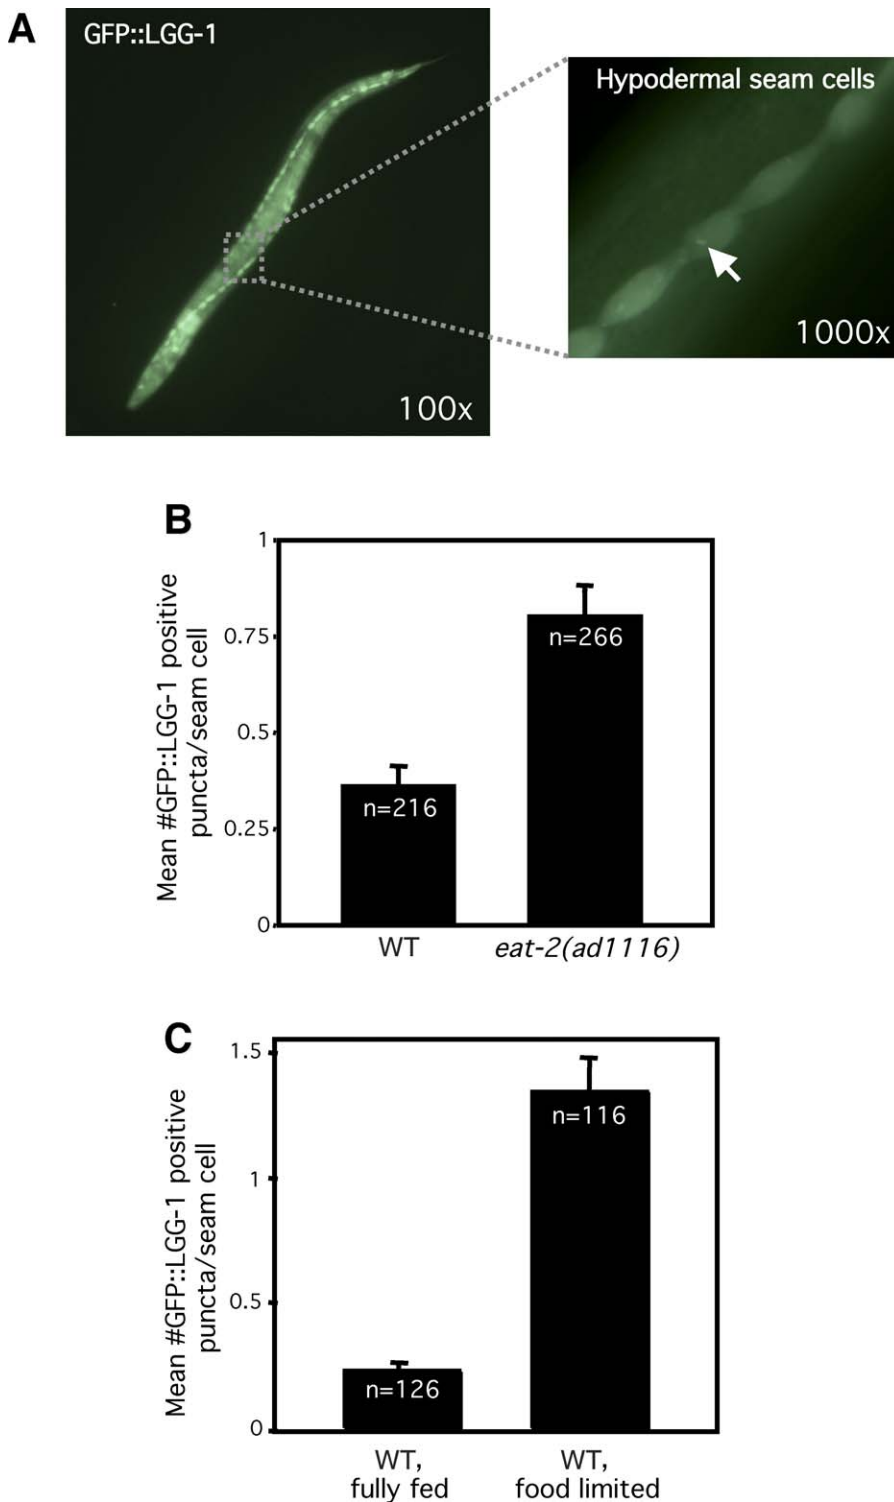 A
GFP::LGG-1
100x
Hypodermal seam cells
1000x
B
Mean #GFP::LGG-1 positive
puncta/seam cell
1
0.75
0.5
0.25
0
n=216
n=266
WT
eat-2(ad1116)
C
Mean #GFP::LGG-1 positive
puncta/seam cell
1.5
1
0.5
0
n=126
n=116
WT,
fully fed
WT,
food limited